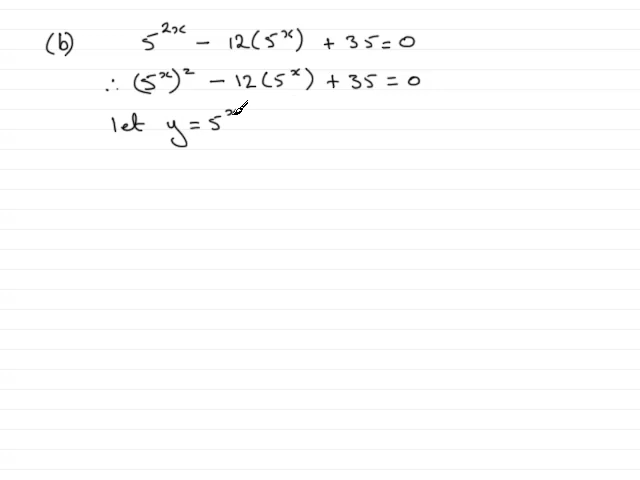 (b) 5^{2x} - 12(5^x) + 35 = 0
∴ (5^x)^2 - 12(5^x) + 35 = 0
let y = 5^x